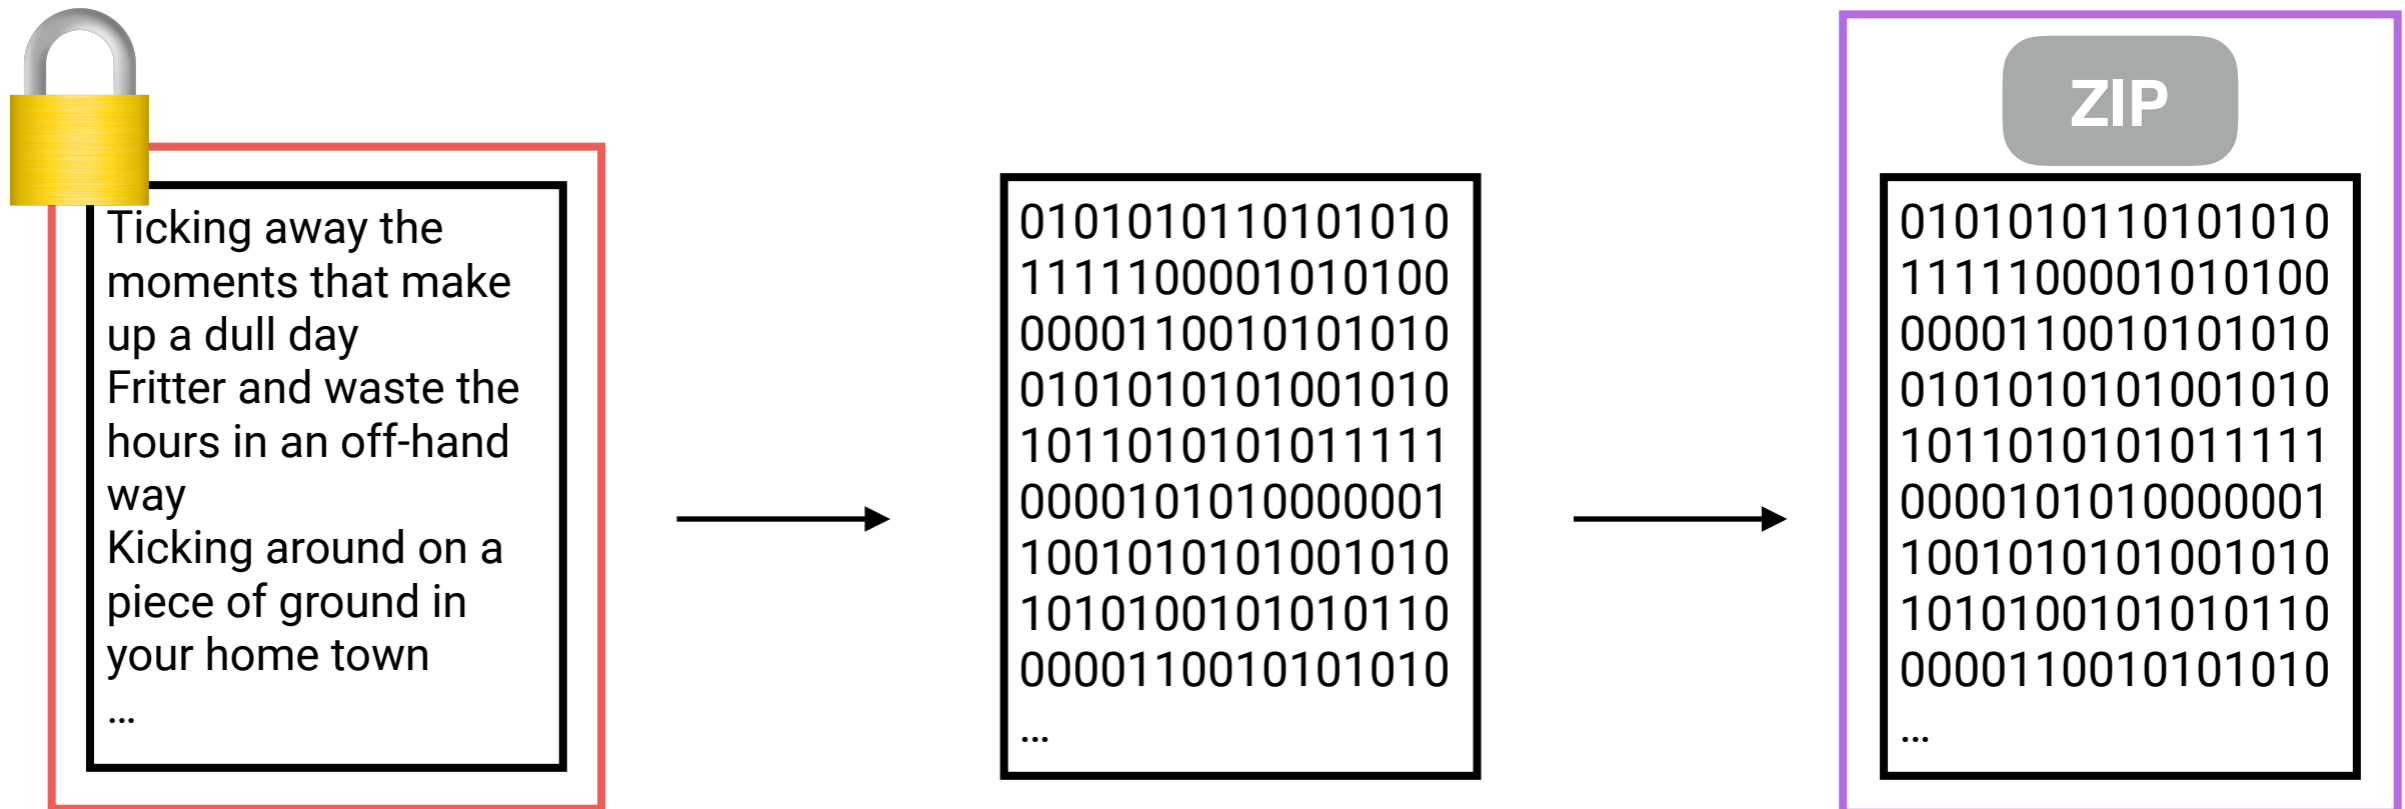 Ticking away the
moments that make
up a dull day
Fritter and waste the
hours in an off-hand
way
Kicking around on a
piece of ground in
your home town
...
0101010110101010
1111100001010100
0000110010101010
0101010101001010
1011010101011111
0000101010000001
1001010101001010
1010100101010110
0000110010101010
...
ZIP
0101010110101010
1111100001010100
0000110010101010
0101010101001010
1011010101011111
0000101010000001
1001010101001010
1010100101010110
0000110010101010
...